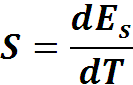 S = dE_s / dT